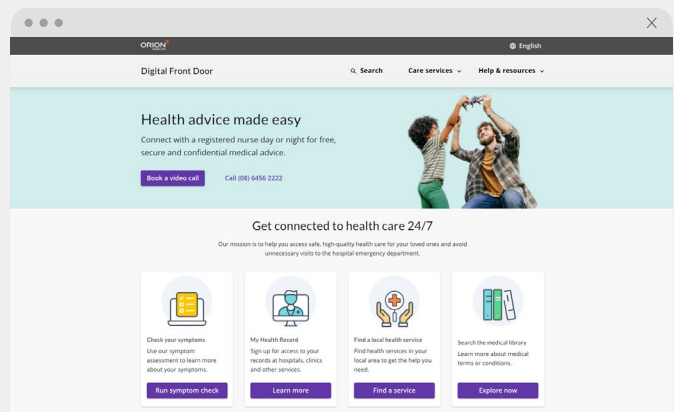 ORION
HEALTH
English
Digital Front Door
Search
Care services
Help & resources
Health advice made easy
Connect with a registered nurse day or night for free,
secure and confidential medical advice.
Book a video call
Call (08) 6456 2222
Get connected to health care 24/7
Our mission is to help you access safe, high-quality health care for your loved ones and avoid
unnecessary visits to the hospital emergency department.
Check your symptoms
Use our symptom
assessment to learn more
about your symptoms.
Run symptom check
My Health Record
Sign up for access to your
records at hospitals, clinics
and other services.
Learn more
Find a local health service
Find health services in your
local area to get the help you
need.
Find a service
Search the medical library
Learn more about medical
terms or conditions.
Explore now